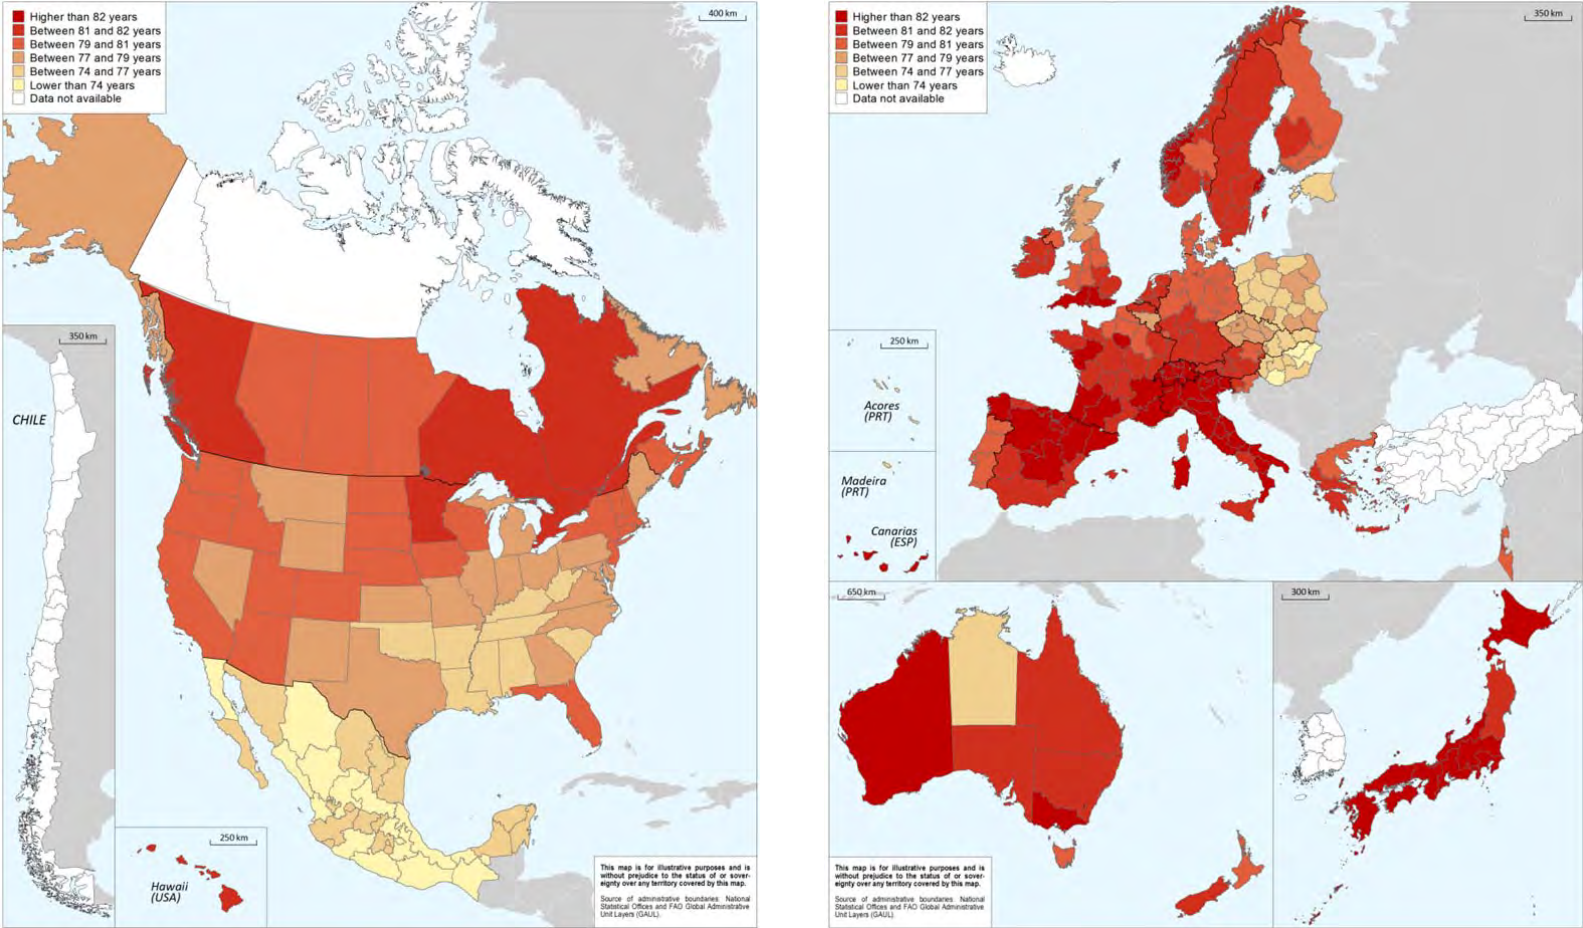 Higher than 82 years
Between 81 and 82 years
Between 79 and 81 years
Between 77 and 79 years
Between 74 and 77 years
Lower than 74 years
Data not available
400 km
350 km
CHILE
250 km
Hawaii
(USA)
This map is for illustrative purposes and is
without prejudice to the status of or sover-
eignty over any territory covered by this map.
Source of administrative boundaries: National
Statistical Offices and FAO Global Administrative
Unit Layers (GAUL).
Higher than 82 years
Between 81 and 82 years
Between 79 and 81 years
Between 77 and 79 years
Between 74 and 77 years
Lower than 74 years
Data not available
350 km
250 km
Acores
(PRT)
Madeira
(PRT)
Canarias
(ESP)
650 km
300 km
This map is for illustrative purposes and is
without prejudice to the status of or sover-
eignty over any territory covered by this map.
Source of administrative boundaries: National
Statistical Offices and FAO Global Administrative
Unit Layers (GAUL).